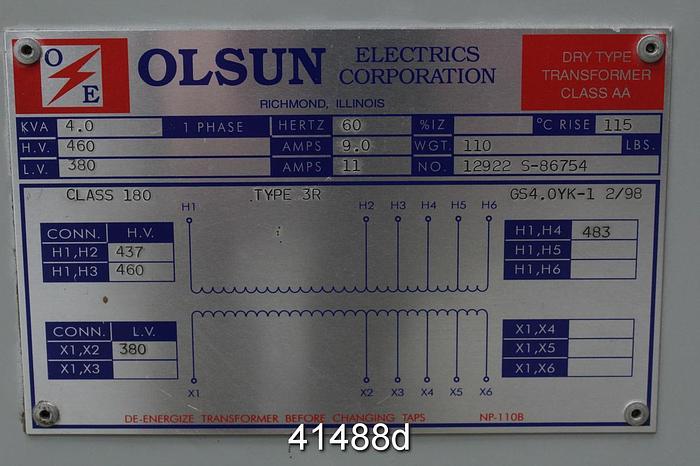 O E OLSUN ELECTRICS CORPORATION
RICHMOND, ILLINOIS
DRY TYPE
TRANSFORMER
CLASS AA
KVA 4.0 1 PHASE HERTZ 60 %IZ °C RISE 115
H.V. 460 AMPS 9.0 WGT. 110 LBS.
L.V. 380 AMPS 11 NO. 12922 S-86754
CLASS 180 TYPE 3R GS4.0YK-1 2/98
H1 H2 H3 H4 H5 H6
CONN. H.V.
H1,H2 437
H1,H3 460
H1,H4 483
H1,H5
H1,H6
CONN. L.V.
X1,X2 380
X1,X3
X1,X4
X1,X5
X1,X6
X1 X2 X3 X4 X5 X6
DE-ENERGIZE TRANSFORMER BEFORE CHANGING TAPS NP-110B
41488d